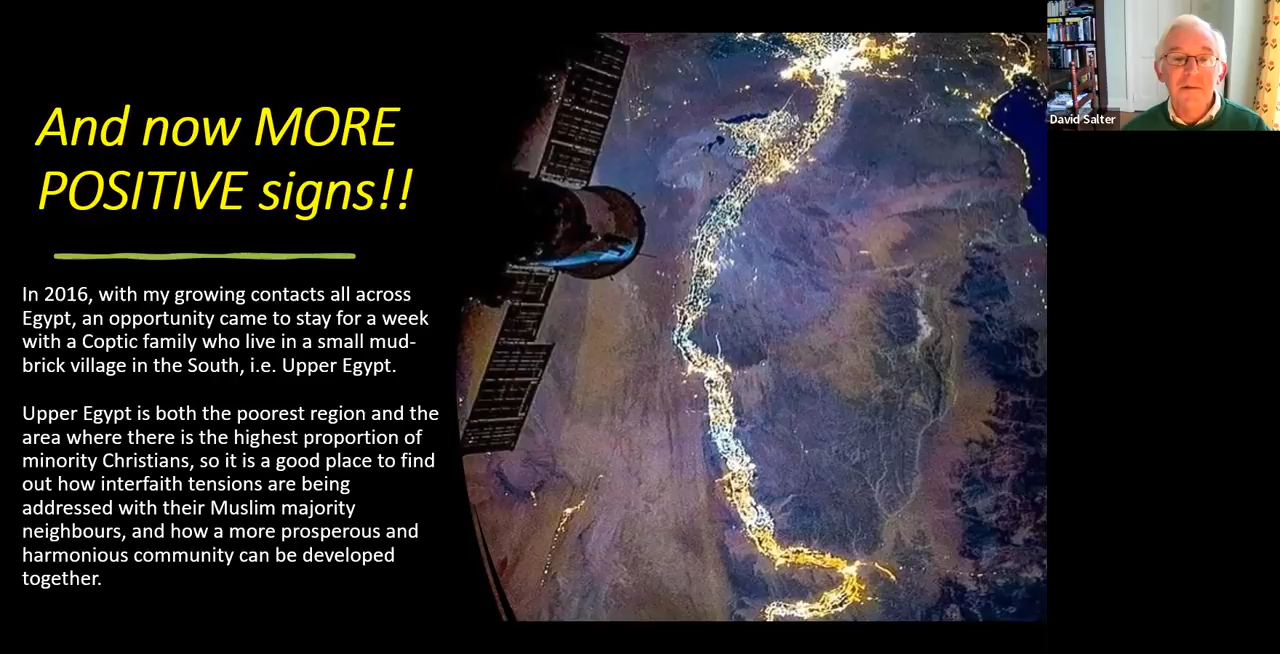 And now MORE
POSITIVE signs!!
In 2016, with my growing contacts all across
Egypt, an opportunity came to stay for a week
with a Coptic family who live in a small mud-
brick village in the South, i.e. Upper Egypt.
Upper Egypt is both the poorest region and the
area where there is the highest proportion of
minority Christians, so it is a good place to find
out how interfaith tensions are being
addressed with their Muslim majority
neighbours, and how a more prosperous and
harmonious community can be developed
together.
David Salter